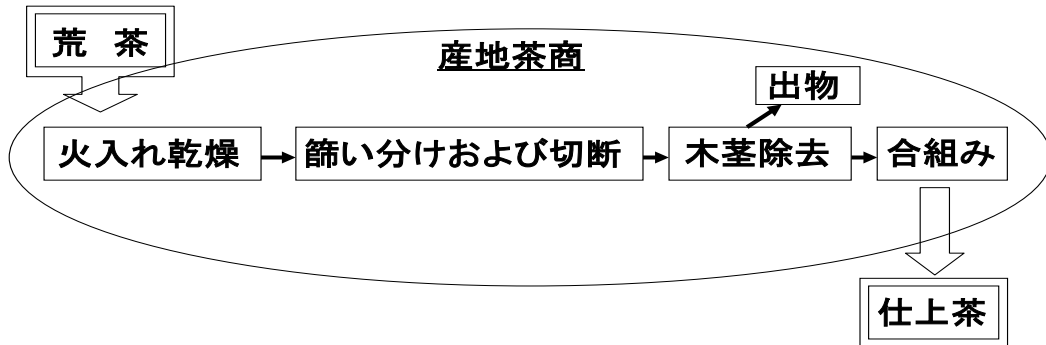 荒　茶
産地茶商
出物
火入れ乾燥
篩い分けおよび切断
木茎除去
合組み
仕上茶